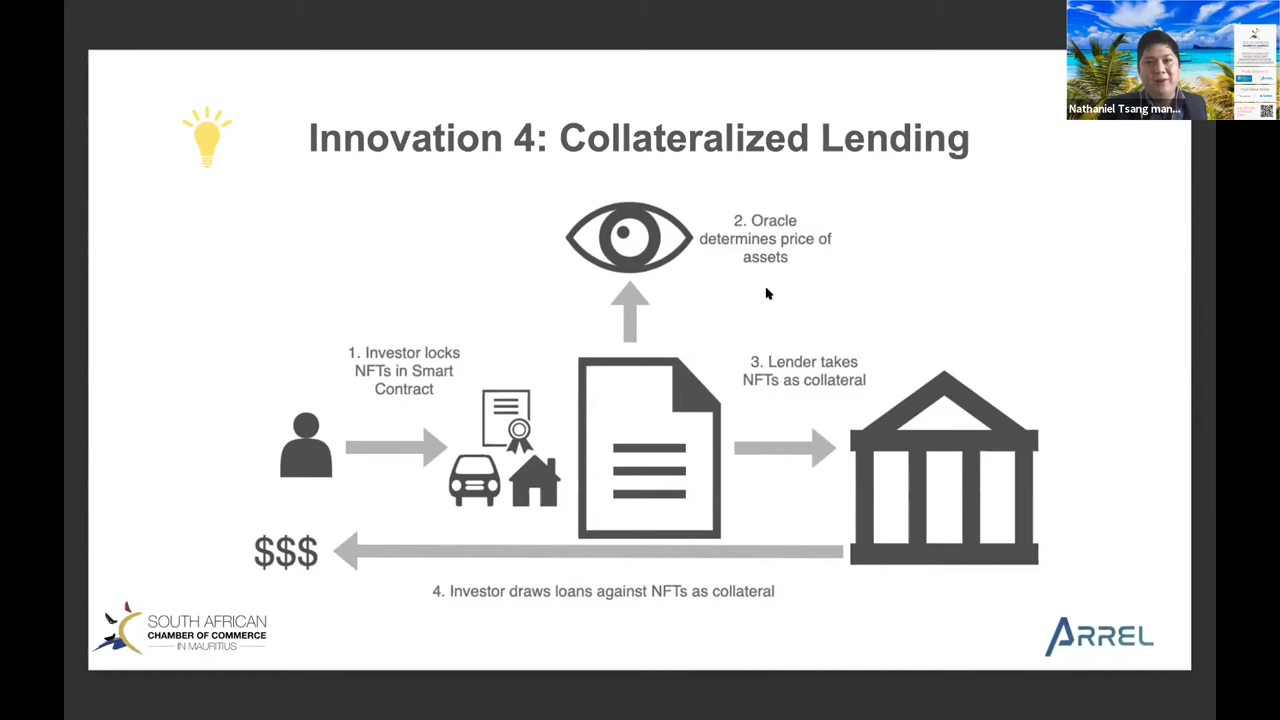 Innovation 4: Collateralized Lending
Nathaniel Tsang man...
2. Oracle
determines price of
assets
1. Investor locks
NFTs in Smart
Contract
3. Lender takes
NFTs as collateral
$$$
4. Investor draws loans against NFTs as collateral
SOUTH AFRICAN
CHAMBER OF COMMERCE
IN MAURITIUS
ARREL